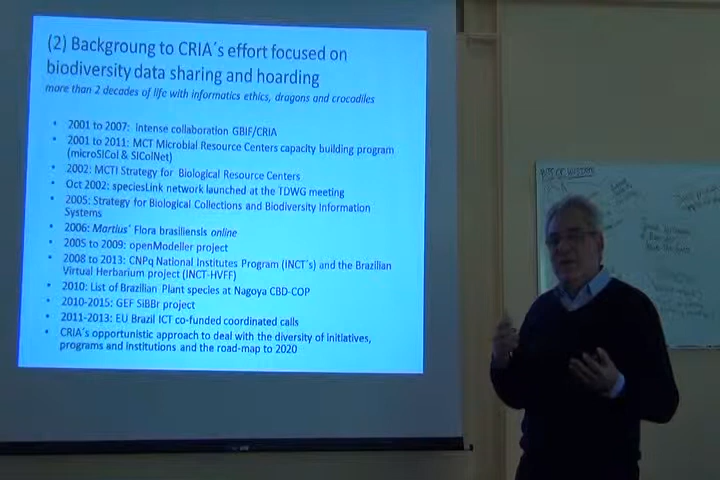 (2) Backgroung to CRIA´s effort focused on
biodiversity data sharing and hoarding
more than 2 decades of life with informatics ethics, dragons and crocodiles
• 2001 to 2007: Intense collaboration GBIF/CRIA
• 2001 to 2011: MCT Microbial Resource Centers capacity building program
(microSICol & SIColNet)
• 2002: MCTI Strategy for Biological Resource Centers
• Oct 2002: speciesLink network launched at the TDWG meeting
• 2005: Strategy for Biological Collections and Biodiversity Information
Systems
• 2006: Martius´ Flora brasiliensis online
• 2005 to 2009: openModeller project
• 2008 to 2013: CNPq National Institutes Program (INCT´s) and the Brazilian
Virtual Herbarium project (INCT-HVFF)
• 2010: List of Brazilian Plant species at Nagoya CBD-COP
• 2010-2015: GEF SiBBr project
• 2011-2013: EU Brazil ICT co-funded coordinated calls
• CRIA´s opportunistic approach to deal with the diversity of initiatives,
programs and institutions and the road-map to 2020